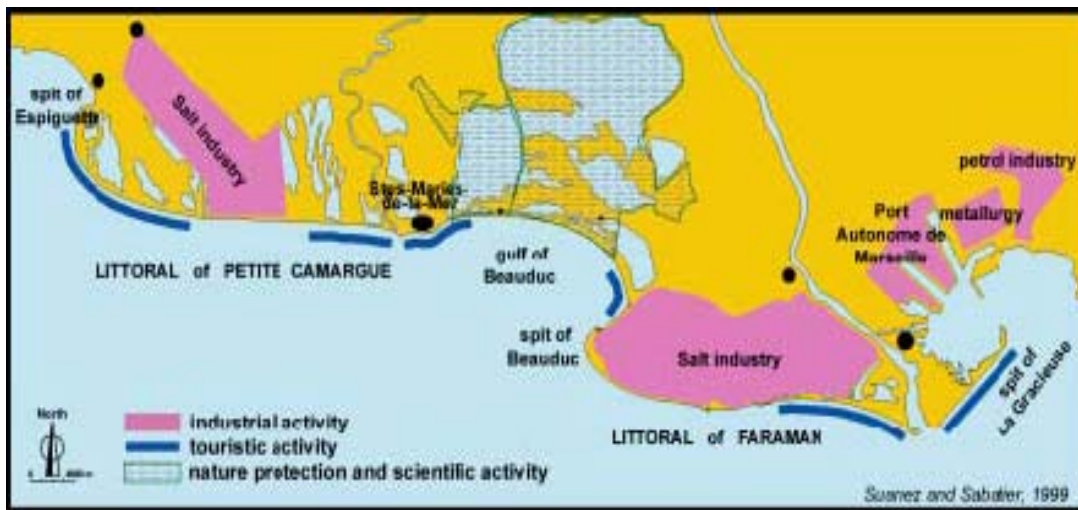 spit of
Espiguette
Salt industry
Stes-Maries-
de-la-Mer
LITTORAL of PETITE CAMARGUE
gulf of
Beauduc
spit of
Beauduc
Salt industry
LITTORAL of FARAMAN
petrol industry
metallurgy
Port
Autonome de
Marseille
spit of
La Gracieuse
North
0
industrial activity
touristic activity
nature protection and scientific activity
Suanez and Sabatier, 1999